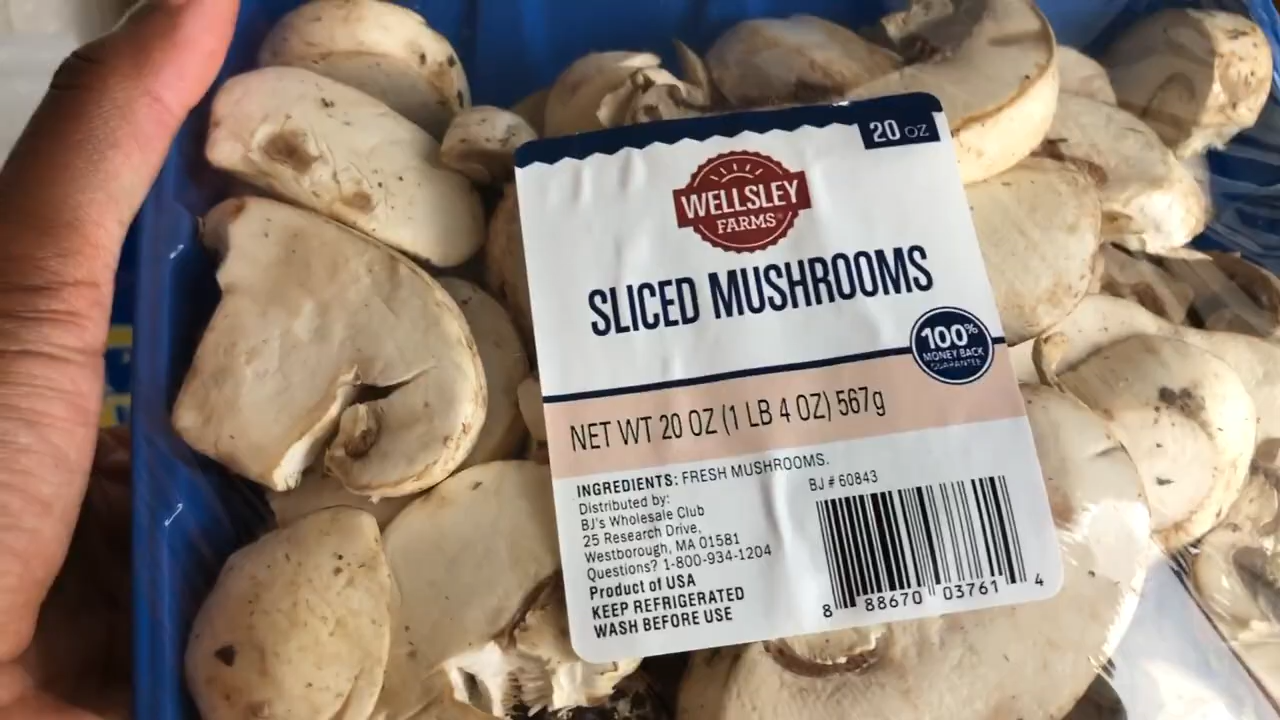 20 OZ
WELLSLEY
FARMS®
SLICED MUSHROOMS
100%
MONEY BACK
GUARANTEE
NET WT 20 OZ (1 LB 4 OZ) 567g
INGREDIENTS: FRESH MUSHROOMS.
Distributed by:
BJ's Wholesale Club
25 Research Drive,
Westborough, MA 01581
Questions? 1-800-934-1204
Product of USA
KEEP REFRIGERATED
WASH BEFORE USE
BJ # 60843
8 88670 03761 4